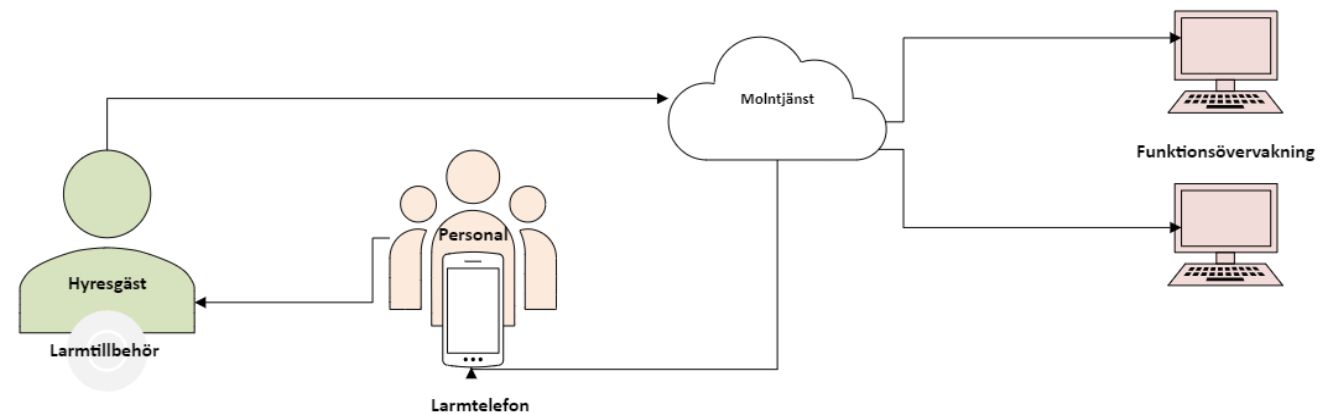 Molntjänst
Funktionsövervakning
Personal
Hyresgäst
Larmtillbehör
Larmtelefon